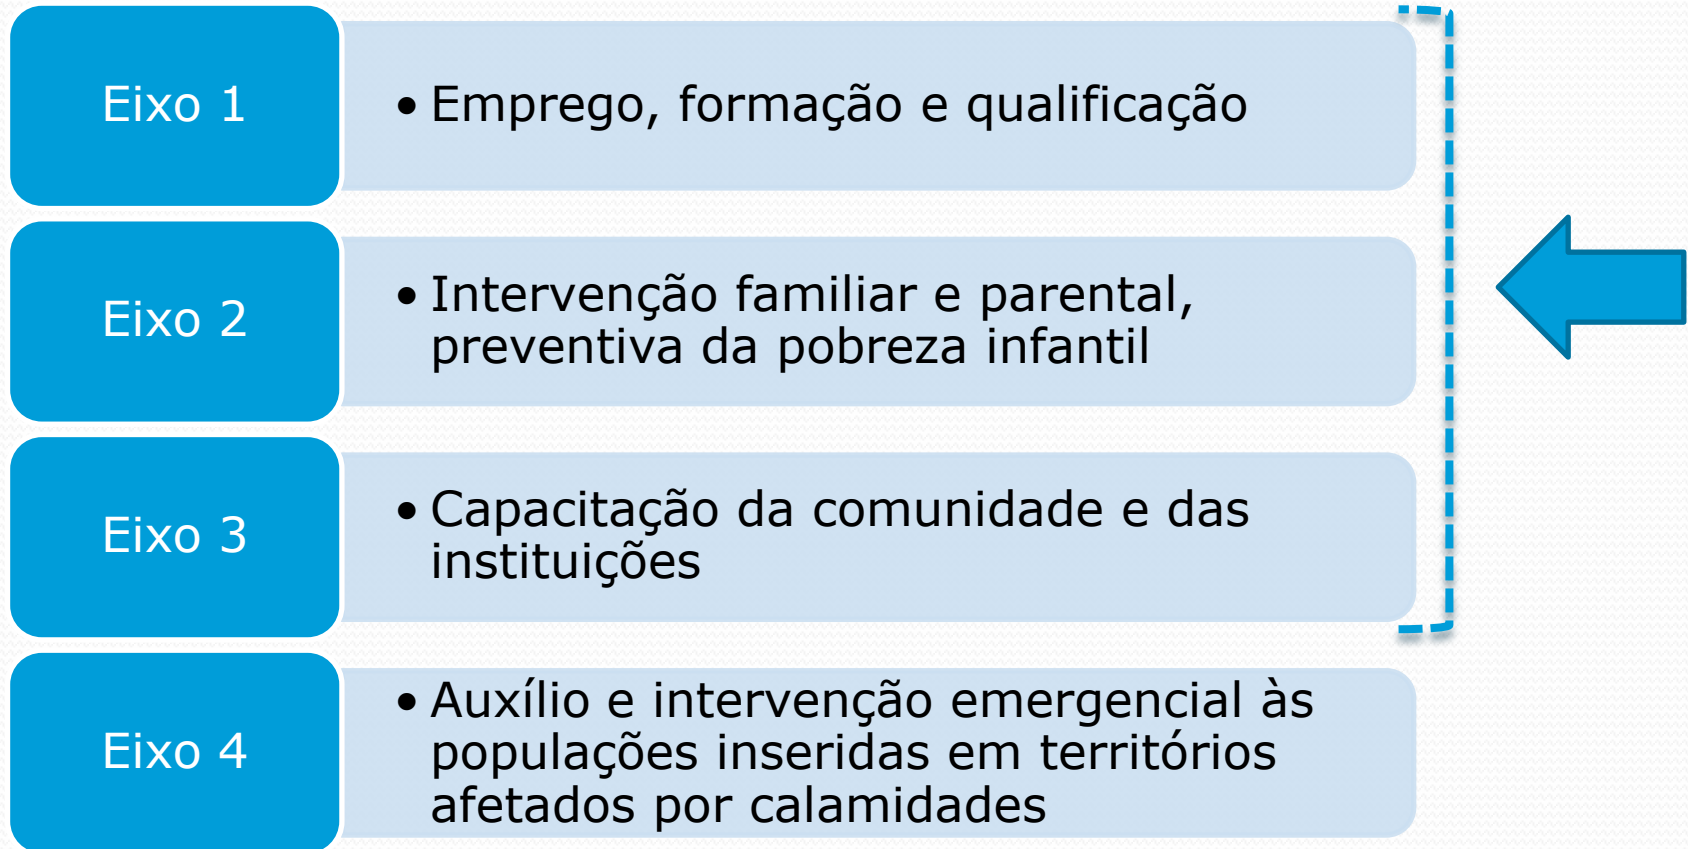 Eixo 1
• Emprego, formação e qualificação
Eixo 2
• Intervenção familiar e parental,
preventiva da pobreza infantil
Eixo 3
• Capacitação da comunidade e das
instituições
Eixo 4
• Auxílio e intervenção emergencial às
populações inseridas em territórios
afetados por calamidades